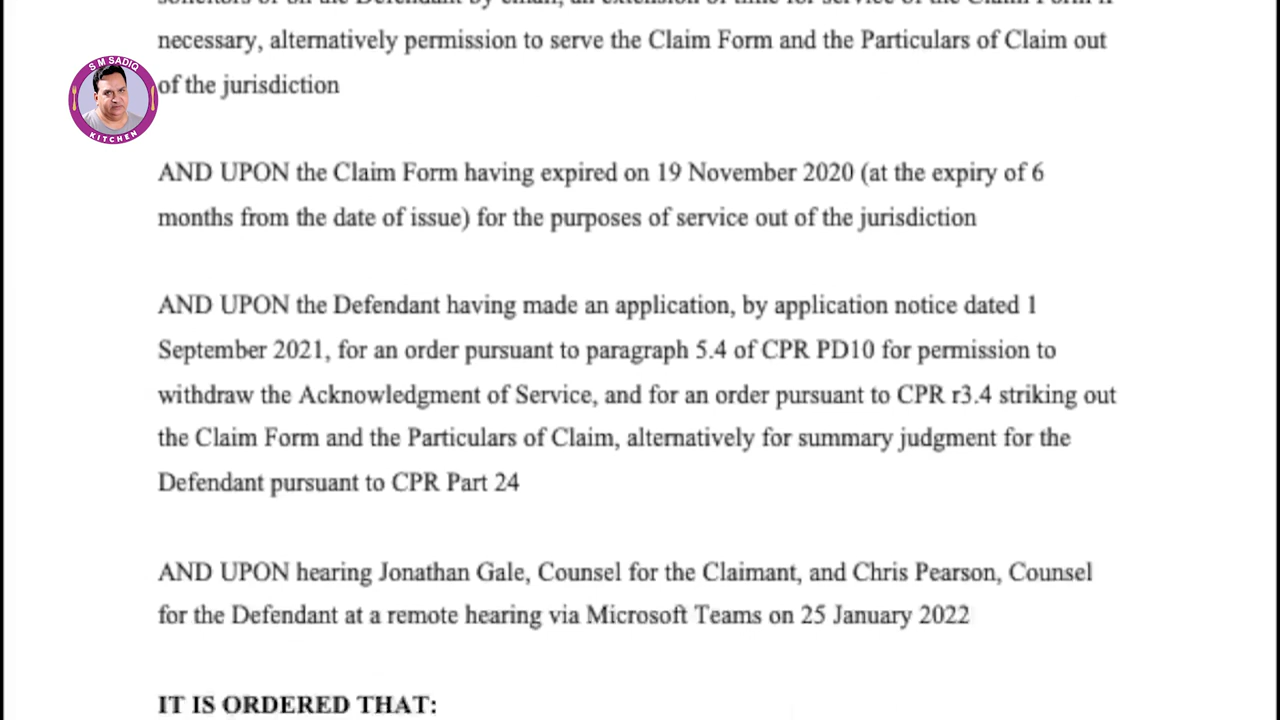 necessary, alternatively permission to serve the Claim Form and the Particulars of Claim out
S M SADIQ
KITCHEN
of the jurisdiction
AND UPON the Claim Form having expired on 19 November 2020 (at the expiry of 6
months from the date of issue) for the purposes of service out of the jurisdiction
AND UPON the Defendant having made an application, by application notice dated 1
September 2021, for an order pursuant to paragraph 5.4 of CPR PD10 for permission to
withdraw the Acknowledgment of Service, and for an order pursuant to CPR r3.4 striking out
the Claim Form and the Particulars of Claim, alternatively for summary judgment for the
Defendant pursuant to CPR Part 24
AND UPON hearing Jonathan Gale, Counsel for the Claimant, and Chris Pearson, Counsel
for the Defendant at a remote hearing via Microsoft Teams on 25 January 2022
IT IS ORDERED THAT: